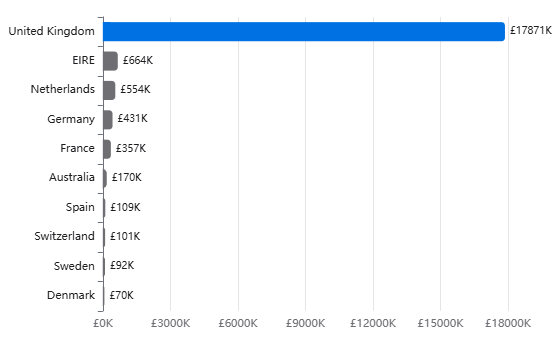 United Kingdom £17871K
EIRE £664K
Netherlands £554K
Germany £431K
France £357K
Australia £170K
Spain £109K
Switzerland £101K
Sweden £92K
Denmark £70K
£0K £3000K £6000K £9000K £12000K £15000K £18000K